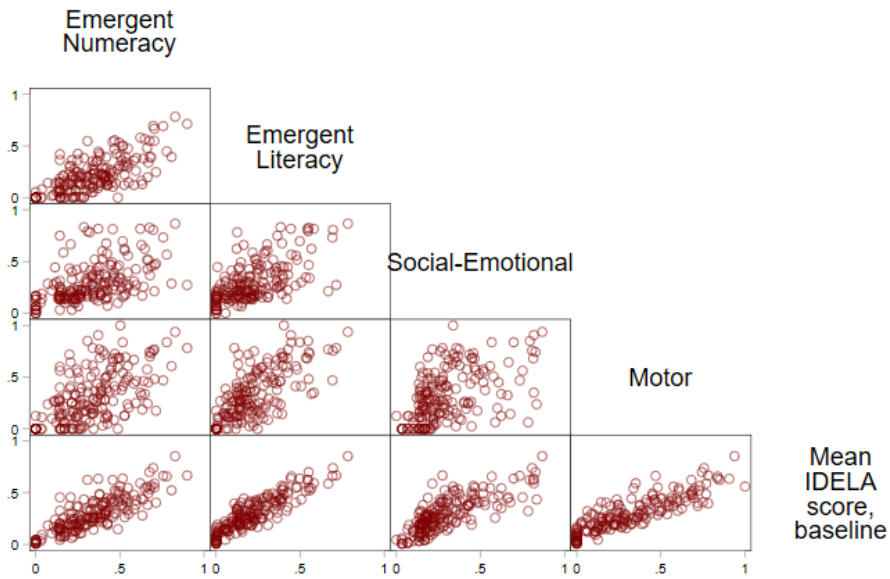 Emergent
Numeracy
1
.5
0
Emergent
Literacy
1
.5
0
Social-Emotional
1
.5
0
Motor
1
.5
0
Mean
IDELA
score,
baseline
0 .5 1 0 .5 1 0 .5 1 0 .5 1